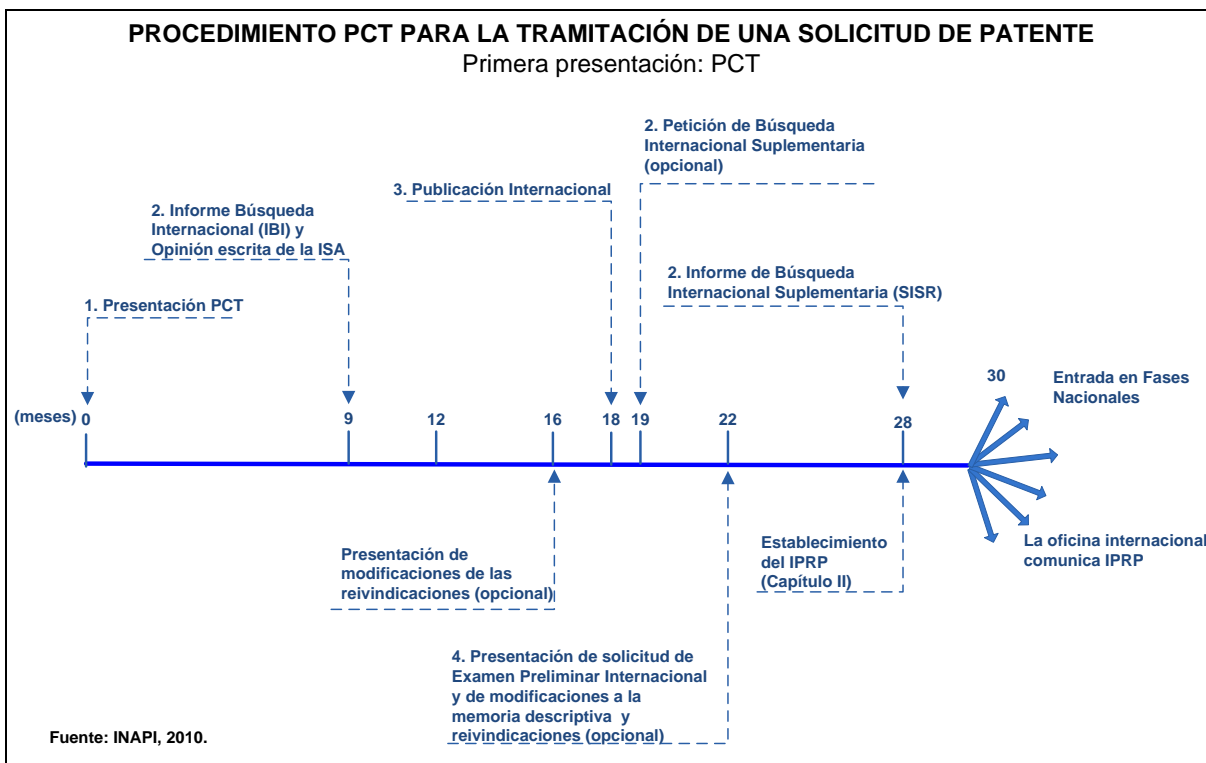 PROCEDIMIENTO PCT PARA LA TRAMITACIÓN DE UNA SOLICITUD DE PATENTE
Primera presentación: PCT
2. Petición de Búsqueda
Internacional Suplementaria
(opcional)
3. Publicación Internacional
2. Informe Búsqueda
Internacional (IBI) y
Opinión escrita de la ISA
2. Informe de Búsqueda
Internacional Suplementaria (SISR)
1. Presentación PCT
30
Entrada en Fases
Nacionales
(meses) 0 9 12 16 18 19 22 28
Presentación de
modificaciones de las
reivindicaciones (opcional)
Establecimiento
del IPRP
(Capítulo II)
La oficina internacional
comunica IPRP
4. Presentación de solicitud de
Examen Preliminar Internacional
y de modificaciones a la
memoria descriptiva y
reivindicaciones (opcional)
Fuente: INAPI, 2010.